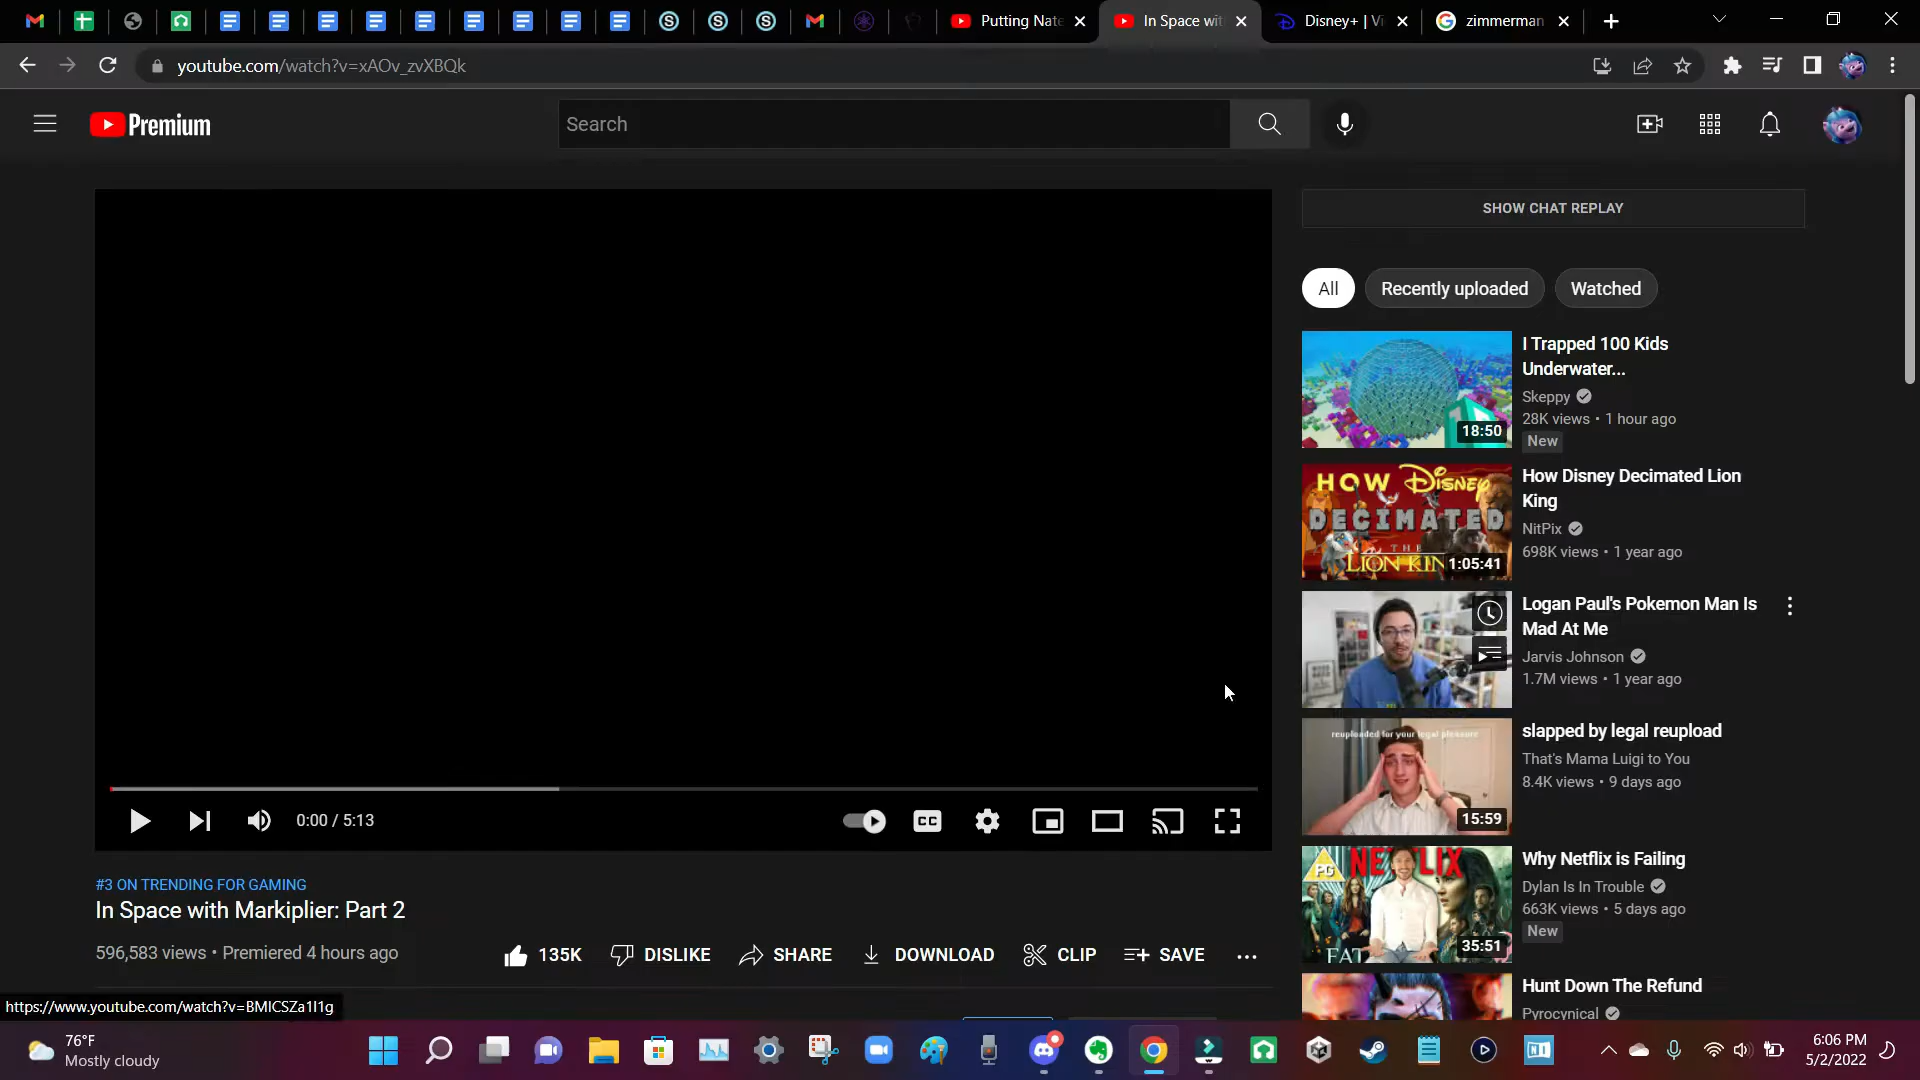 Putting Nate
In Space wit
Disney+ | Vi
zimmerman
youtube.com/watch?v=xAOv_zvXBQk
Premium
Search
SHOW CHAT REPLAY
All
Recently uploaded
Watched
18:50
I Trapped 100 Kids
Underwater...
Skeppy
28K views • 1 hour ago
New
HOW DISNEY
DECIMATED
THE
LION KIN
1:05:41
How Disney Decimated Lion
King
NitPix
698K views • 1 year ago
Logan Paul's Pokemon Man Is
Mad At Me
Jarvis Johnson
1.7M views • 1 year ago
reuploaded for your legal pleasure
15:59
slapped by legal reupload
That's Mama Luigi to You
8.4K views • 9 days ago
PG
NETFLIX
FAT
35:51
Why Netflix is Failing
Dylan Is In Trouble
663K views • 5 days ago
New
Hunt Down The Refund
Pyrocynical
0:00 / 5:13
CC
#3 ON TRENDING FOR GAMING
In Space with Markiplier: Part 2
596,583 views • Premiered 4 hours ago
135K
DISLIKE
SHARE
DOWNLOAD
CLIP
SAVE
76°F
Mostly cloudy
6:06 PM
5/2/2022